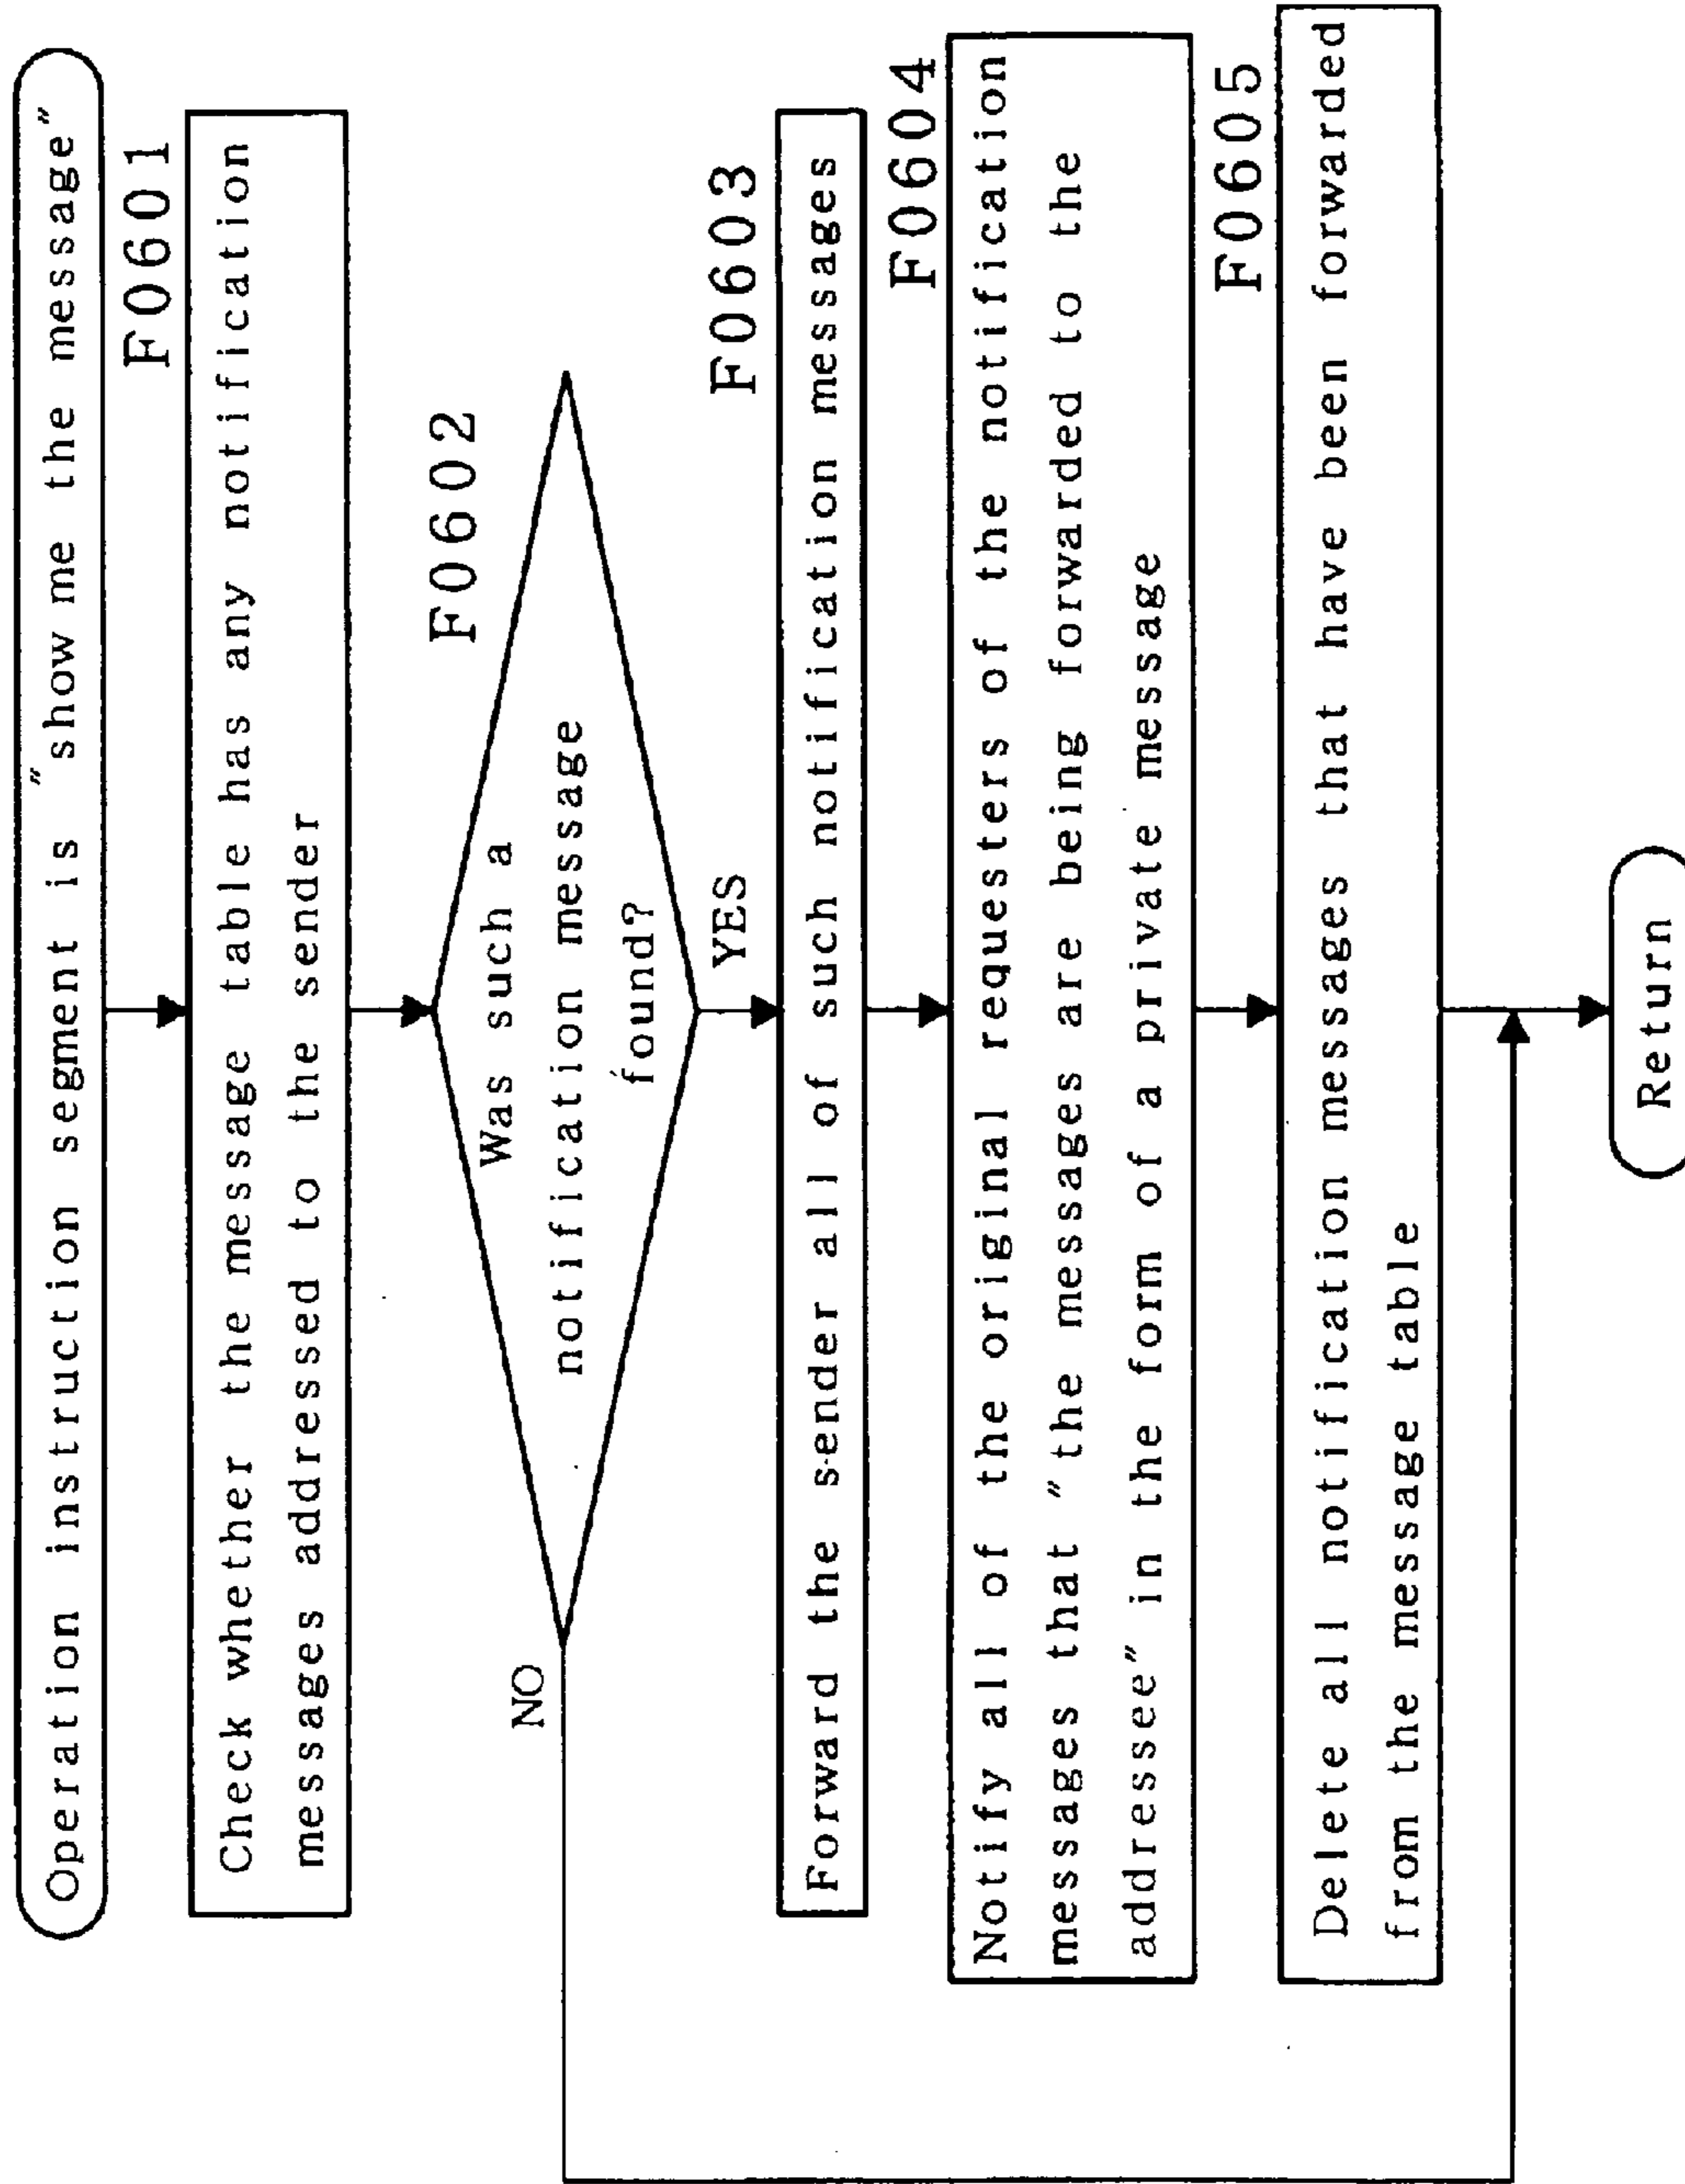 Operation instruction segment is "show me the message"
F0601
Check whether the message table has any notification
messages addressed to the sender
F0602
Was such a
notification message
found?
NO
YES
F0603
Forward the sender all of such notification messages
F0604
Notify all of the original requesters of the notification
messages that "the messages are being forwarded to the
addressee" in the form of a private message
F0605
Delete all notification messages that have been forwarded
from the message table
Return